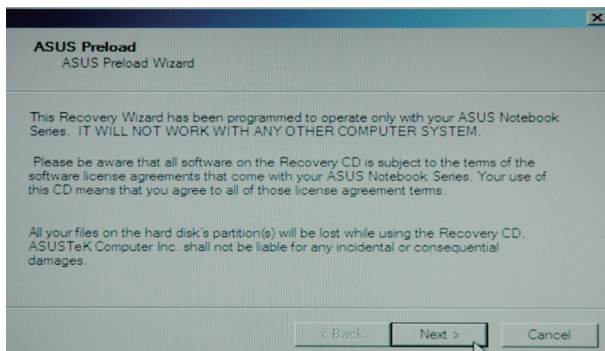 ASUS Preload
ASUS Preload Wizard
This Recovery Wizard has been programmed to operate only with your ASUS Notebook
Series. IT WILL NOT WORK WITH ANY OTHER COMPUTER SYSTEM.
Please be aware that all software on the Recovery CD is subject to the terms of the
software license agreements that come with your ASUS Notebook Series. Your use of
this CD means that you agree to all of those license agreement terms.
All your files on the hard disk's partition(s) will be lost while using the Recovery CD.
ASUSTeK Computer Inc. shall not be liable for any incidental or consequential
damages.
< Back Next > Cancel